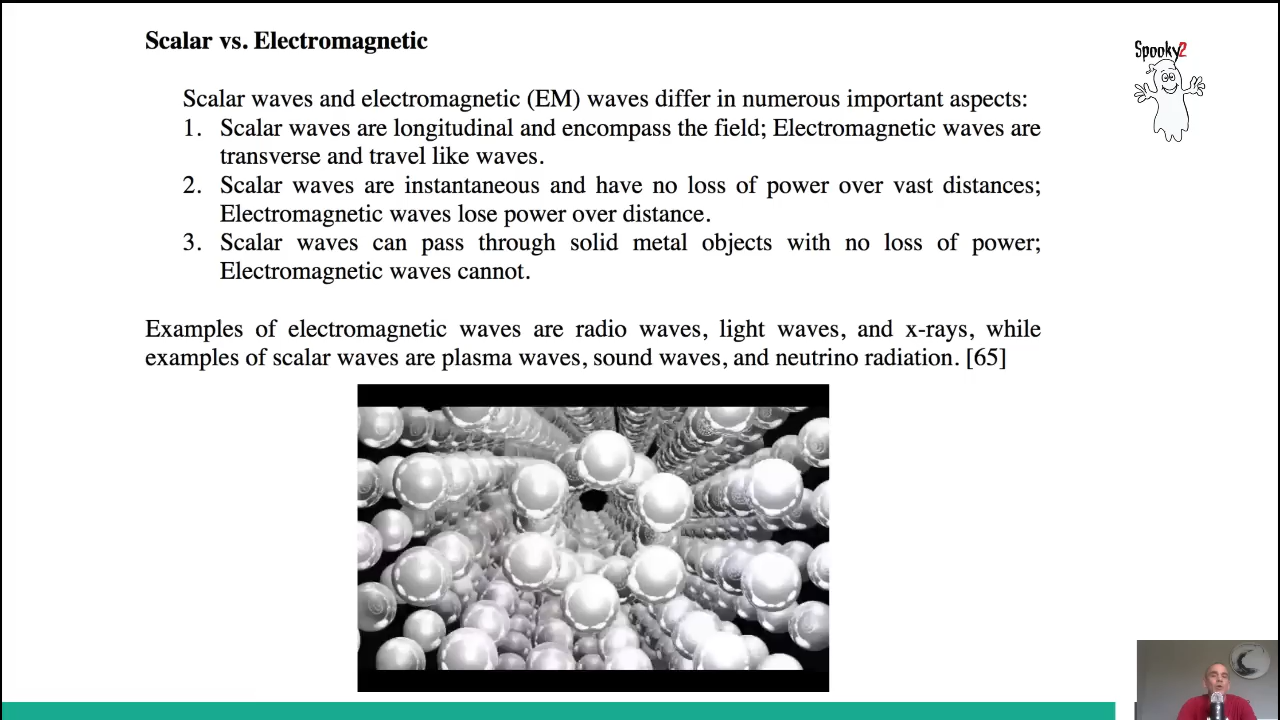 Scalar vs. Electromagnetic
Spooky2
Scalar waves and electromagnetic (EM) waves differ in numerous important aspects:
1. Scalar waves are longitudinal and encompass the field; Electromagnetic waves are
transverse and travel like waves.
2. Scalar waves are instantaneous and have no loss of power over vast distances;
Electromagnetic waves lose power over distance.
3. Scalar waves can pass through solid metal objects with no loss of power;
Electromagnetic waves cannot.
Examples of electromagnetic waves are radio waves, light waves, and x-rays, while
examples of scalar waves are plasma waves, sound waves, and neutrino radiation. [65]